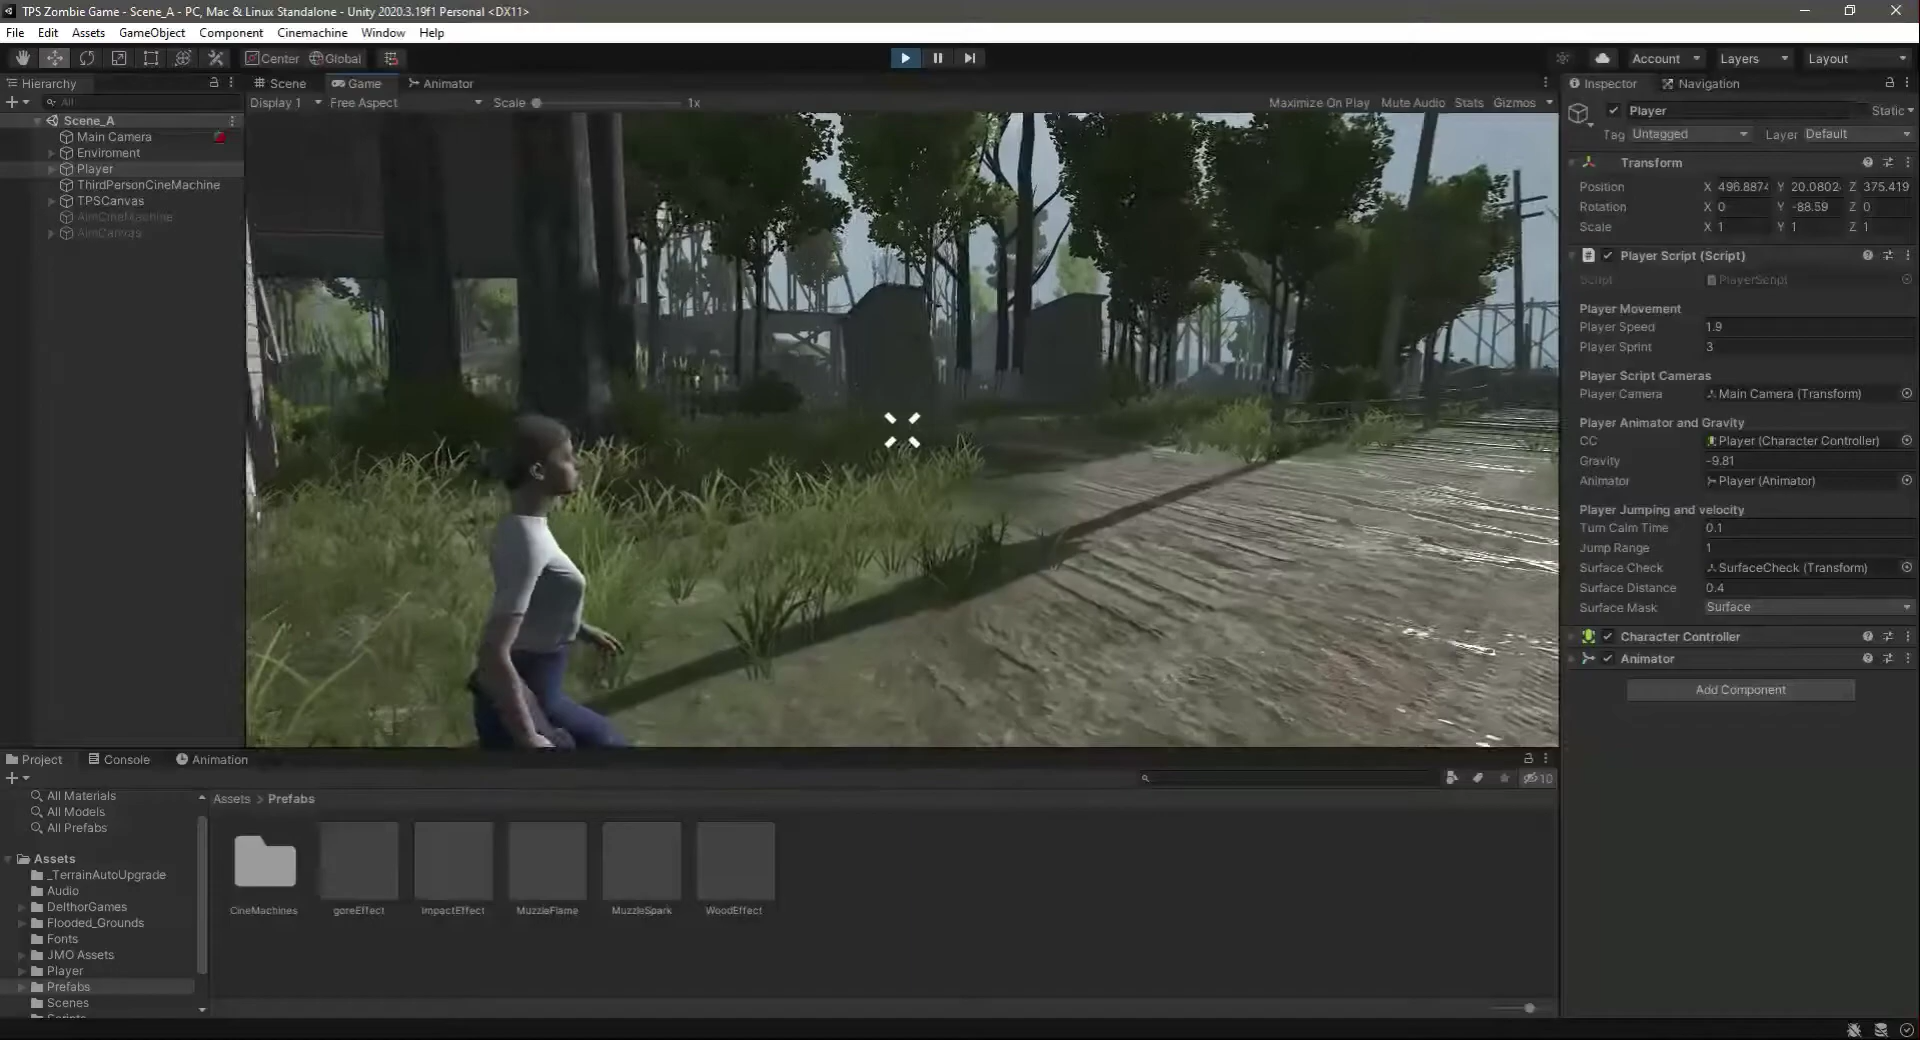 TPS Zombie Game - Scene_A - PC, Mac & Linux Standalone - Unity 2020.3.19f1 Personal <DX11>
File Edit Assets GameObject Component Cinemachine Window Help
Center Global
Account Layers Layout
Hierarchy
All
Scene_A
Main Camera
Enviroment
Player
ThirdPersonCineMachine
TPSCanvas
AimCineMachine
AimCanvas
Scene Game Animator
Display 1 Free Aspect Scale 1x
Maximize On Play Mute Audio Stats Gizmos
Inspector Navigation
Player Static
Tag Untagged Layer Default
Transform
Position X 496.8874 Y 20.0802 Z 375.419
Rotation X 0 Y -88.59 Z 0
Scale X 1 Y 1 Z 1
Player Script (Script)
Script PlayerScript
Player Movement
Player Speed 1.9
Player Sprint 3
Player Script Cameras
Player Camera Main Camera (Transform)
Player Animator and Gravity
CC Player (Character Controller)
Gravity -9.81
Animator Player (Animator)
Player Jumping and velocity
Turn Calm Time 0.1
Jump Range 1
Surface Check SurfaceCheck (Transform)
Surface Distance 0.4
Surface Mask Surface
Character Controller
Animator
Add Component
Project Console Animation
10
All Materials
All Models
All Prefabs
Assets
_TerrainAutoUpgrade
Audio
DelthorGames
Flooded_Grounds
Fonts
JMO Assets
Player
Prefabs
Scenes
Assets > Prefabs
CineMachines goreEffect ImpactEffect MuzzleFlame MuzzleSpark WoodEffect